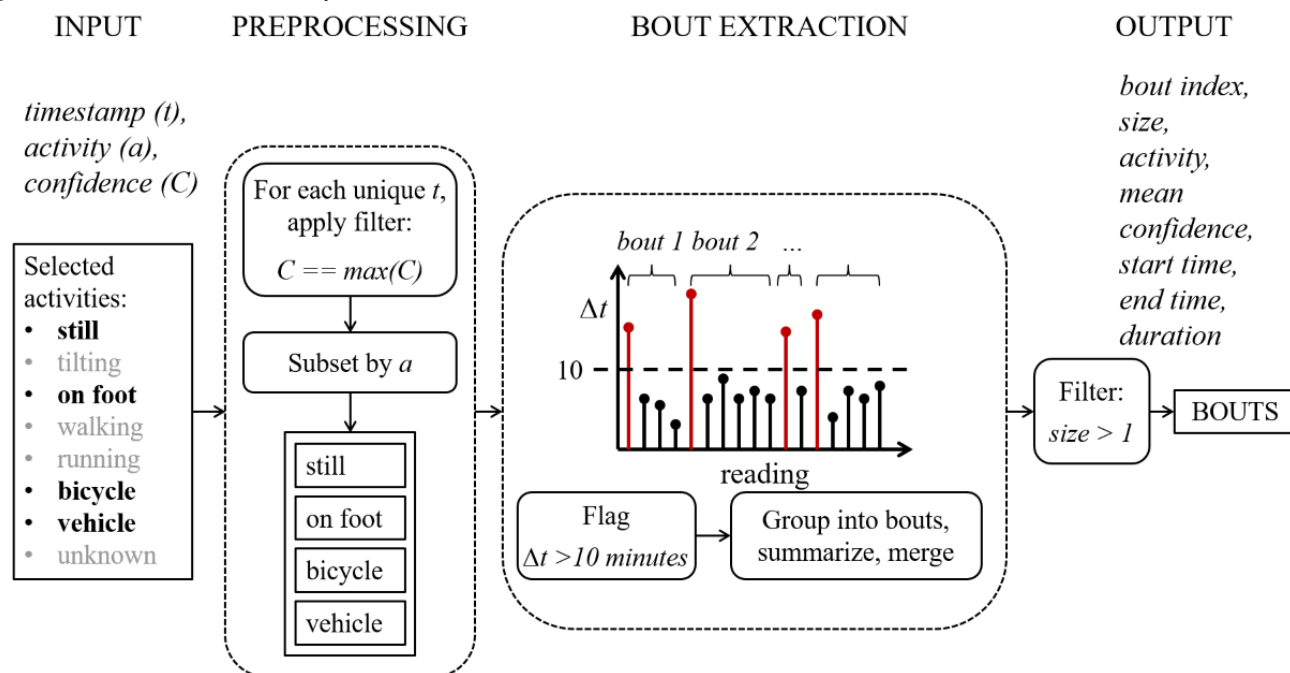 INPUT
PREPROCESSING
BOUT EXTRACTION
OUTPUT
timestamp (t),
activity (a),
confidence (C)
Selected
activities:
• still
• tilting
• on foot
• walking
• running
• bicycle
• vehicle
• unknown
For each unique t,
apply filter:
C == max(C)
Subset by a
still
on foot
bicycle
vehicle
bout 1 bout 2 ...
Δt
10
reading
Flag
Δt >10 minutes
Group into bouts,
summarize, merge
bout index,
size,
activity,
mean
confidence,
start time,
end time,
duration
Filter:
size > 1
BOUTS